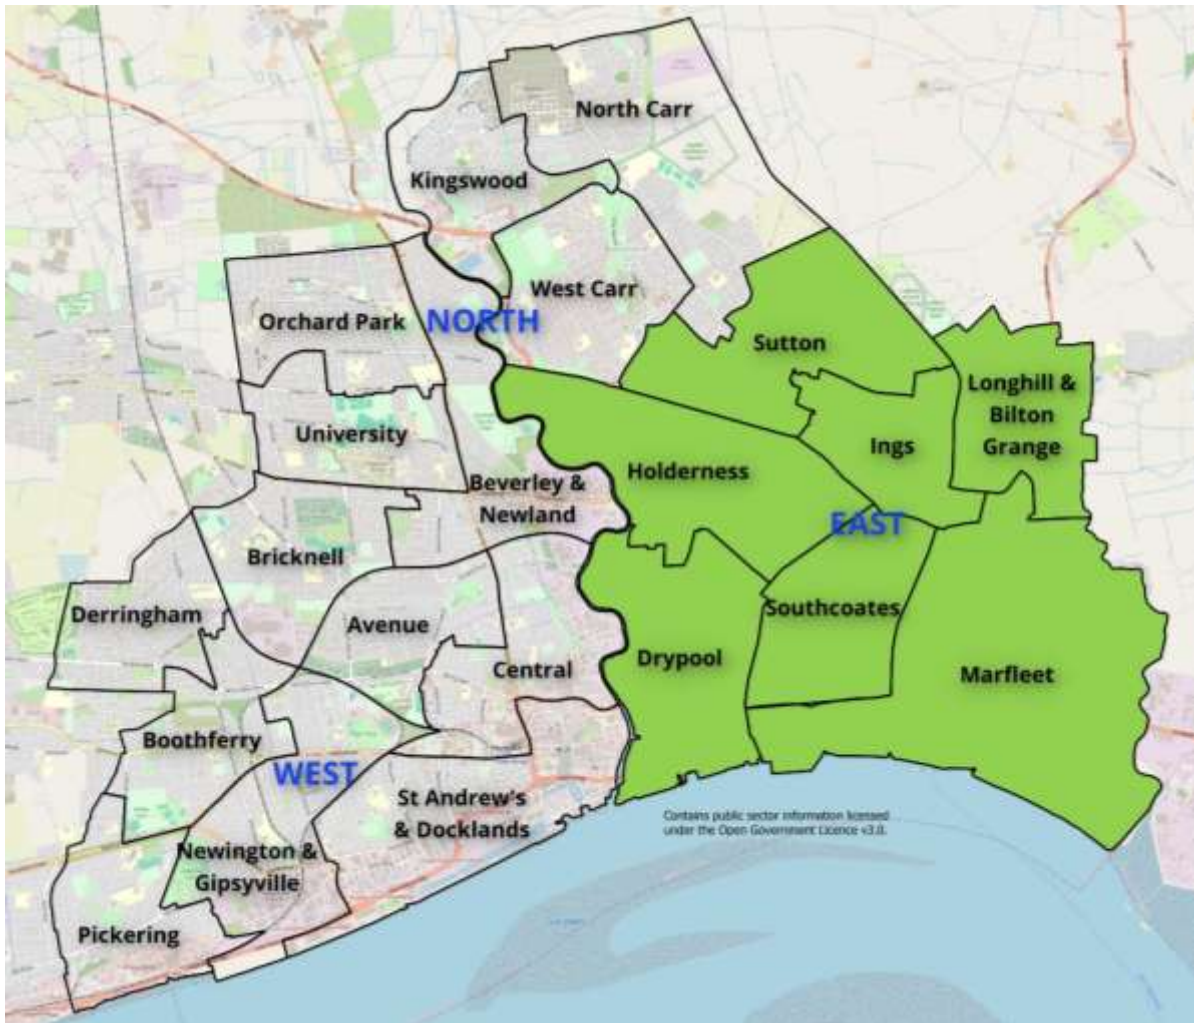 North Carr
Kingswood
West Carr
Orchard Park
NORTH
Sutton
Longhill &
Bilton
Grange
University
Ings
Holderness
Beverley &
Newland
EAST
Bricknell
Derringham
Avenue
Southcoates
Central
Drypool
Marfleet
Boothferry
WEST
St Andrew's
& Docklands
Contains public sector information licensed
under the Open Government Licence v3.0.
Newington &
Gipsyville
Pickering